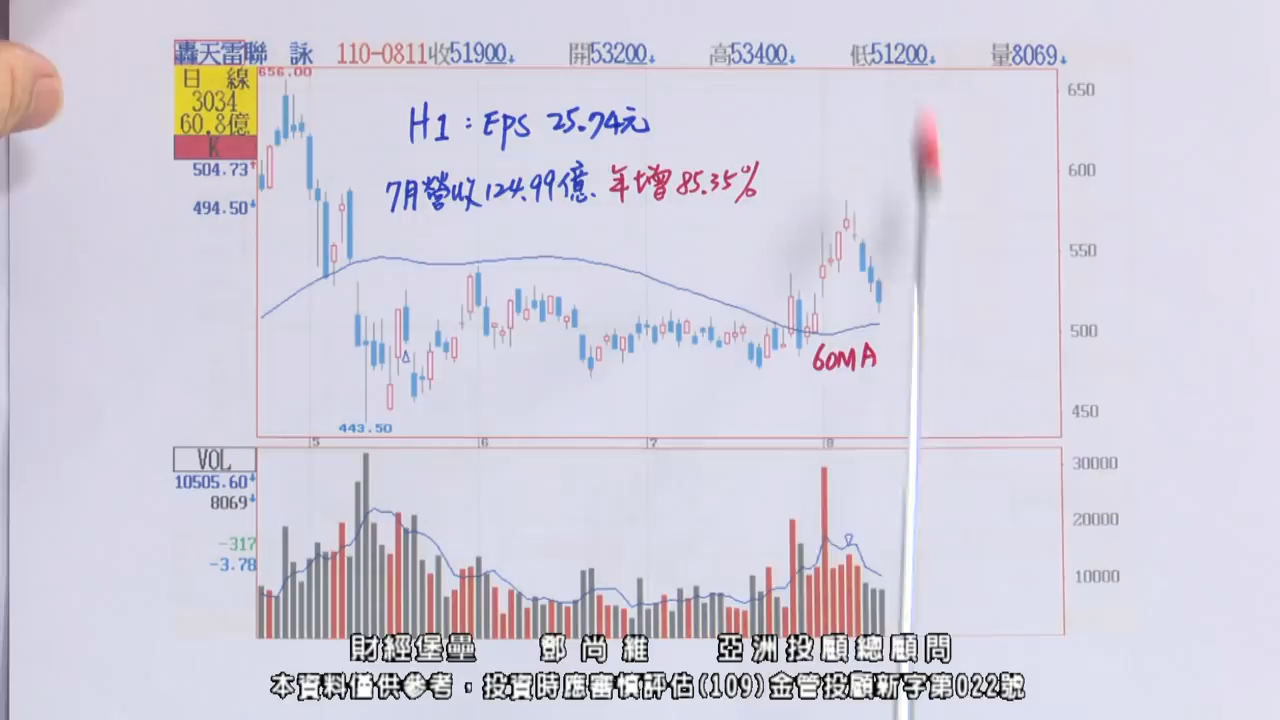 轟天雷聯 詠 110-0811收51900↓ 開53200↓ 高53400↓ 低51200↓ 量8069↓
日 線
3034
60.8億
K
504.73↑
494.50↓
656.00
H1：EPS 25.74元
7月營收124.99億. 年增85.35%
60MA
443.50
650
600
550
500
450
5 6 7 8
VOL
10505.60↓
8069↓
-317
-3.78
30000
20000
10000
財經堡壘 鄧尚維 亞洲投顧總顧問
本資料僅供參考，投資時應審慎評估(109)金管投顧新字第022號